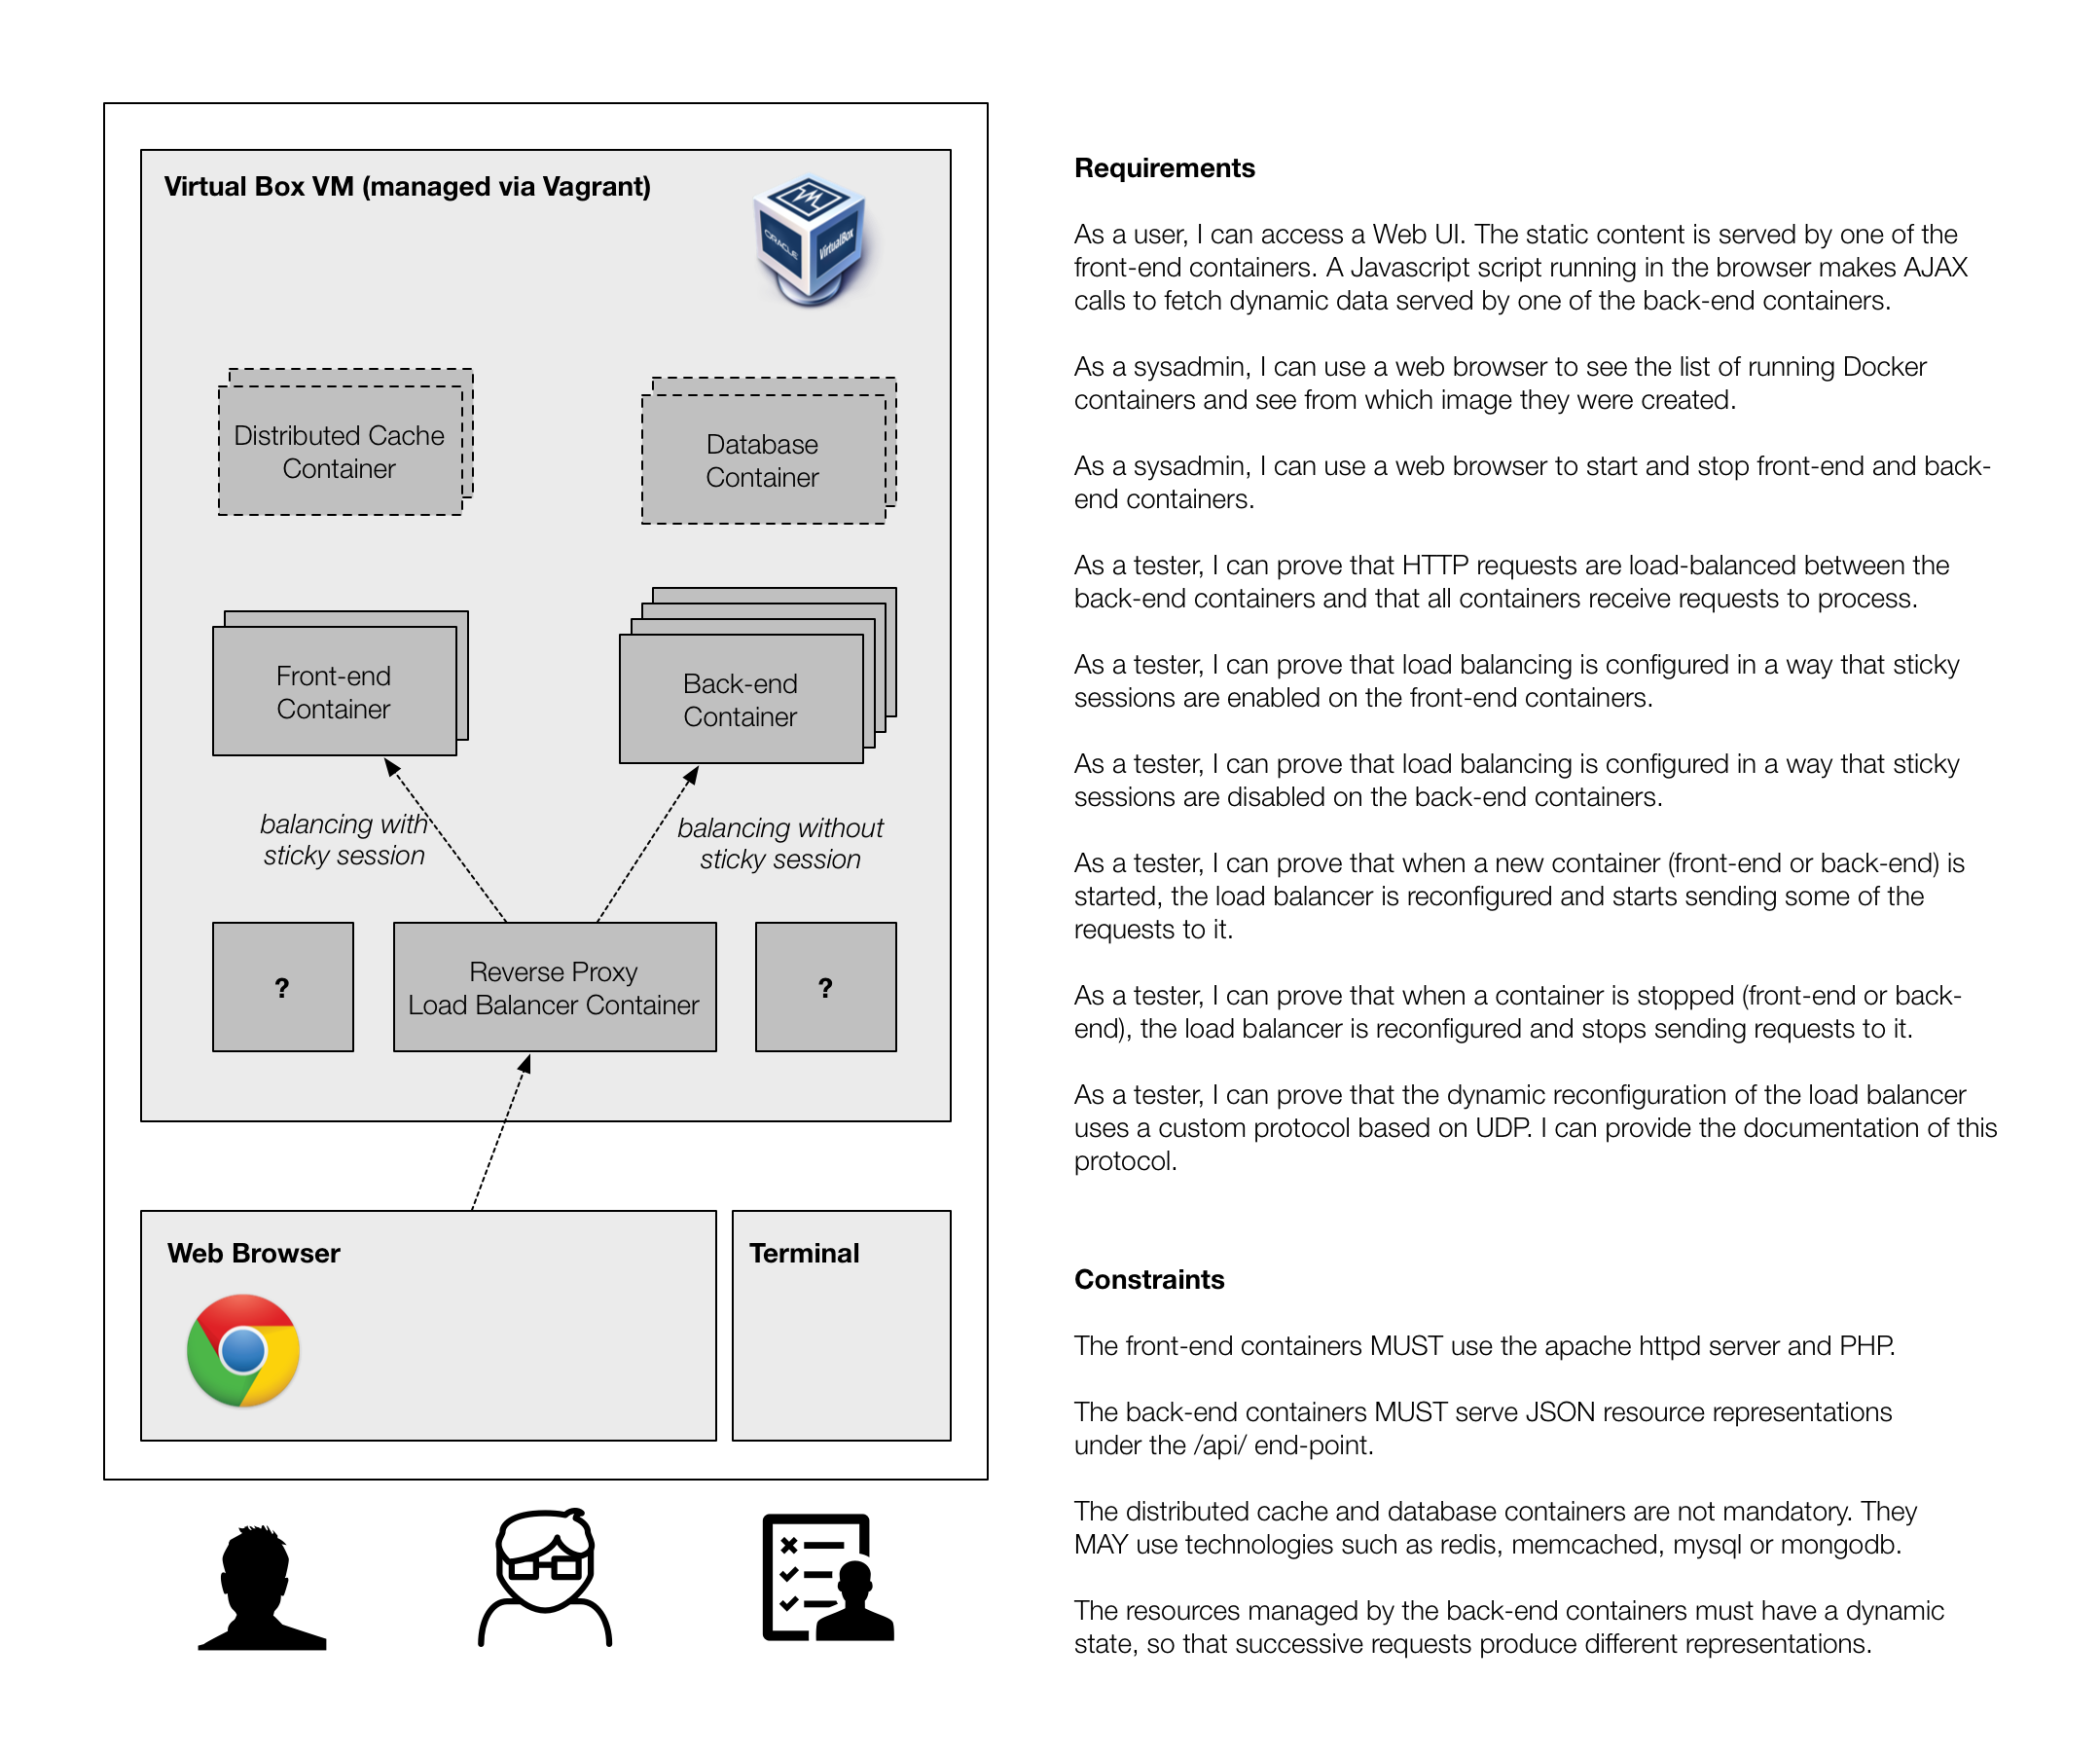 Virtual Box VM (managed via Vagrant)
ORACLE
VirtualBox
Distributed Cache
Container
Database
Container
Front-end
Container
Back-end
Container
balancing with
sticky session
balancing without
sticky session
?
Reverse Proxy
Load Balancer Container
?
Web Browser
Terminal
Requirements
As a user, I can access a Web UI. The static content is served by one of the
front-end containers. A Javascript script running in the browser makes AJAX
calls to fetch dynamic data served by one of the back-end containers.
As a sysadmin, I can use a web browser to see the list of running Docker
containers and see from which image they were created.
As a sysadmin, I can use a web browser to start and stop front-end and back-
end containers.
As a tester, I can prove that HTTP requests are load-balanced between the
back-end containers and that all containers receive requests to process.
As a tester, I can prove that load balancing is configured in a way that sticky
sessions are enabled on the front-end containers.
As a tester, I can prove that load balancing is configured in a way that sticky
sessions are disabled on the back-end containers.
As a tester, I can prove that when a new container (front-end or back-end) is
started, the load balancer is reconfigured and starts sending some of the
requests to it.
As a tester, I can prove that when a container is stopped (front-end or back-
end), the load balancer is reconfigured and stops sending requests to it.
As a tester, I can prove that the dynamic reconfiguration of the load balancer
uses a custom protocol based on UDP. I can provide the documentation of this
protocol.
Constraints
The front-end containers MUST use the apache httpd server and PHP.
The back-end containers MUST serve JSON resource representations
under the /api/ end-point.
The distributed cache and database containers are not mandatory. They
MAY use technologies such as redis, memcached, mysql or mongodb.
The resources managed by the back-end containers must have a dynamic
state, so that successive requests produce different representations.